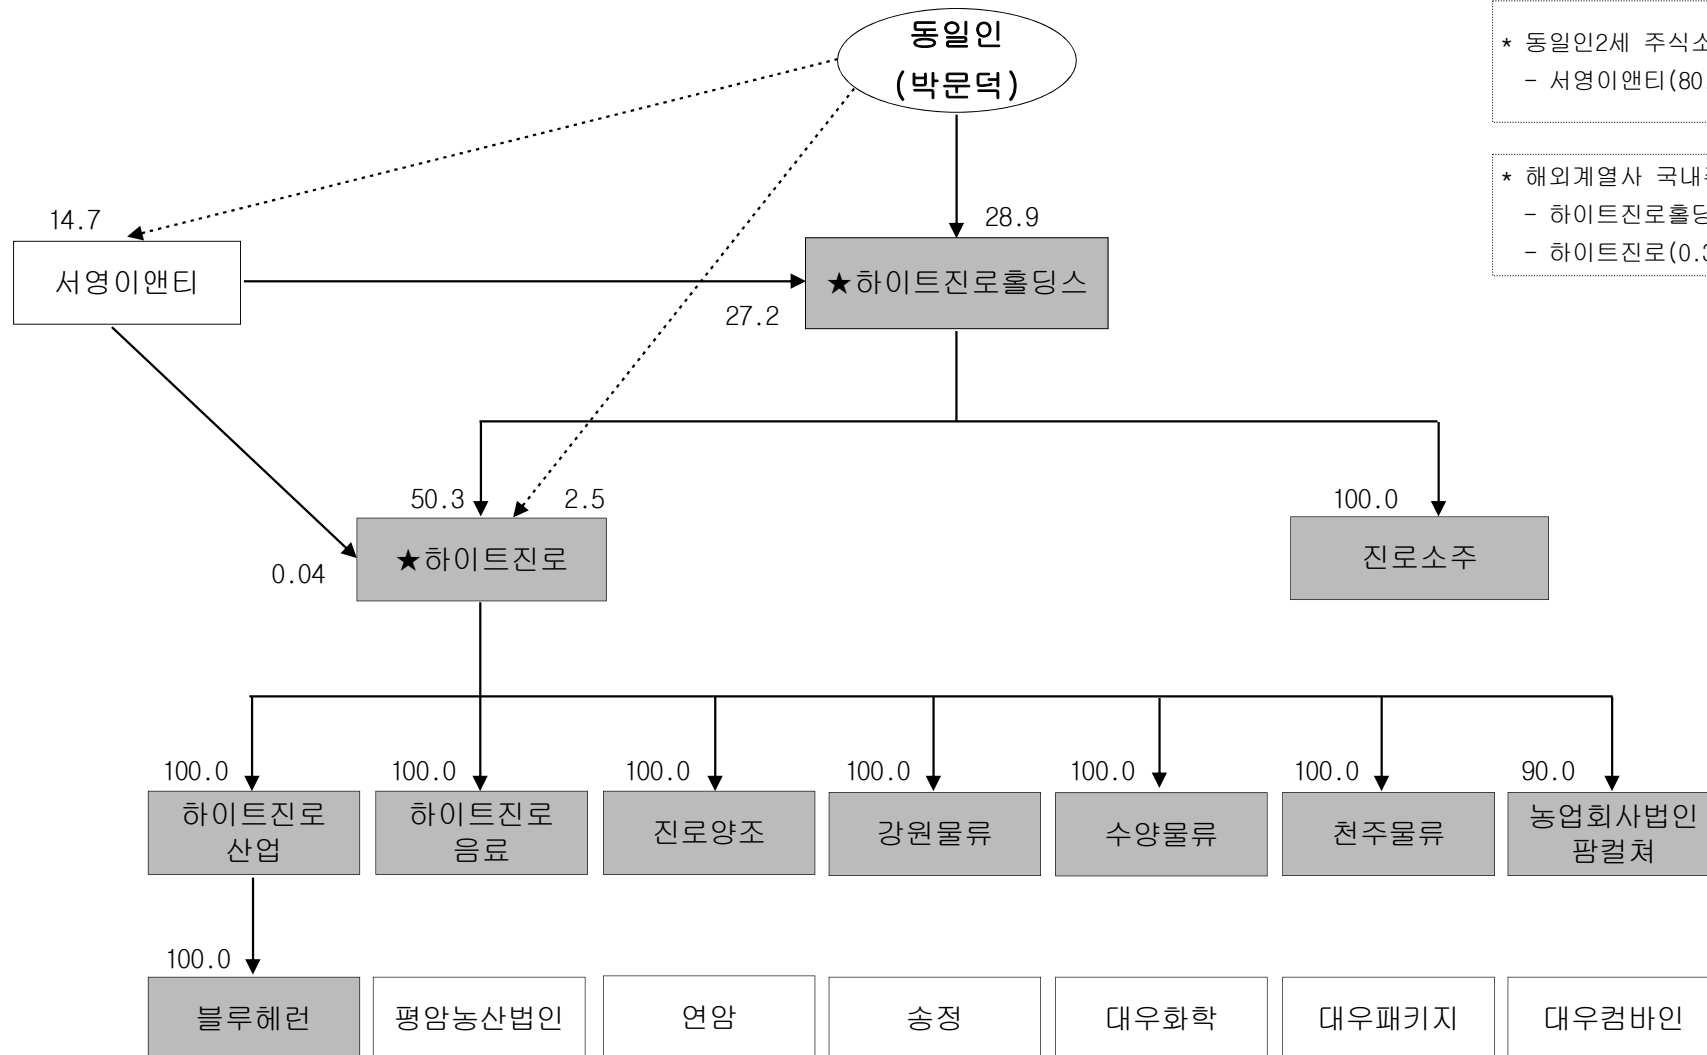 동일인
(박문덕)
* 동일인2세 주식소
- 서영이앤티(80
* 해외계열사 국내
- 하이트진로홀딩
- 하이트진로(0.3
14.7
28.9
서영이앤티
★하이트진로홀딩스
27.2
50.3
2.5
100.0
★하이트진로
진로소주
0.04
100.0
100.0
100.0
100.0
100.0
100.0
90.0
하이트진로
산업
하이트진로
음료
진로양조
강원물류
수양물류
천주물류
농업회사법인
팜컬쳐
100.0
블루헤런
평암농산법인
연암
송정
대우화학
대우패키지
대우컴바인